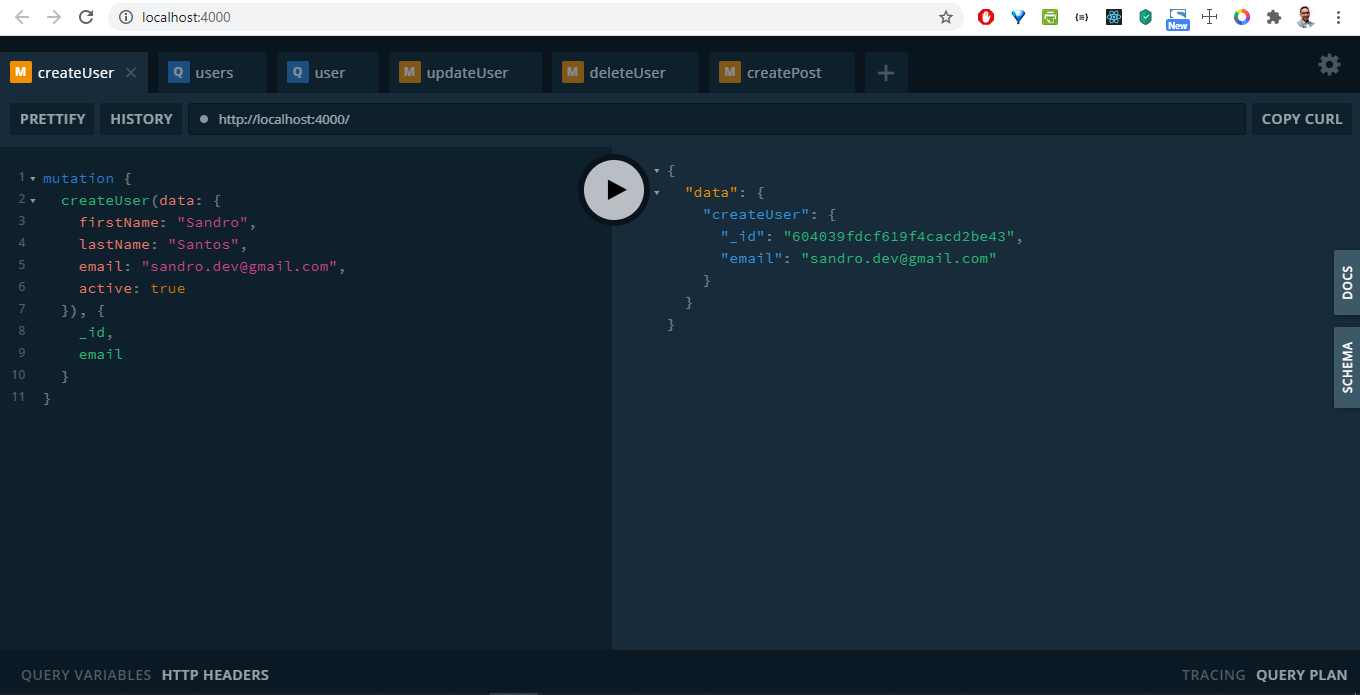 localhost:4000
New
M createUser
Q users
Q user
M updateUser
M deleteUser
M createPost
PRETTIFY
HISTORY
http://localhost:4000/
COPY CURL
1 mutation {
2 createUser(data: {
3 firstName: "Sandro",
4 lastName: "Santos",
5 email: "sandro.dev@gmail.com",
6 active: true
7 }), {
8 _id,
9 email
10 }
11 }
{
"data": {
"createUser": {
"_id": "604039fdcf619f4cacd2be43",
"email": "sandro.dev@gmail.com"
}
}
}
DOCS
SCHEMA
QUERY VARIABLES HTTP HEADERS
TRACING QUERY PLAN